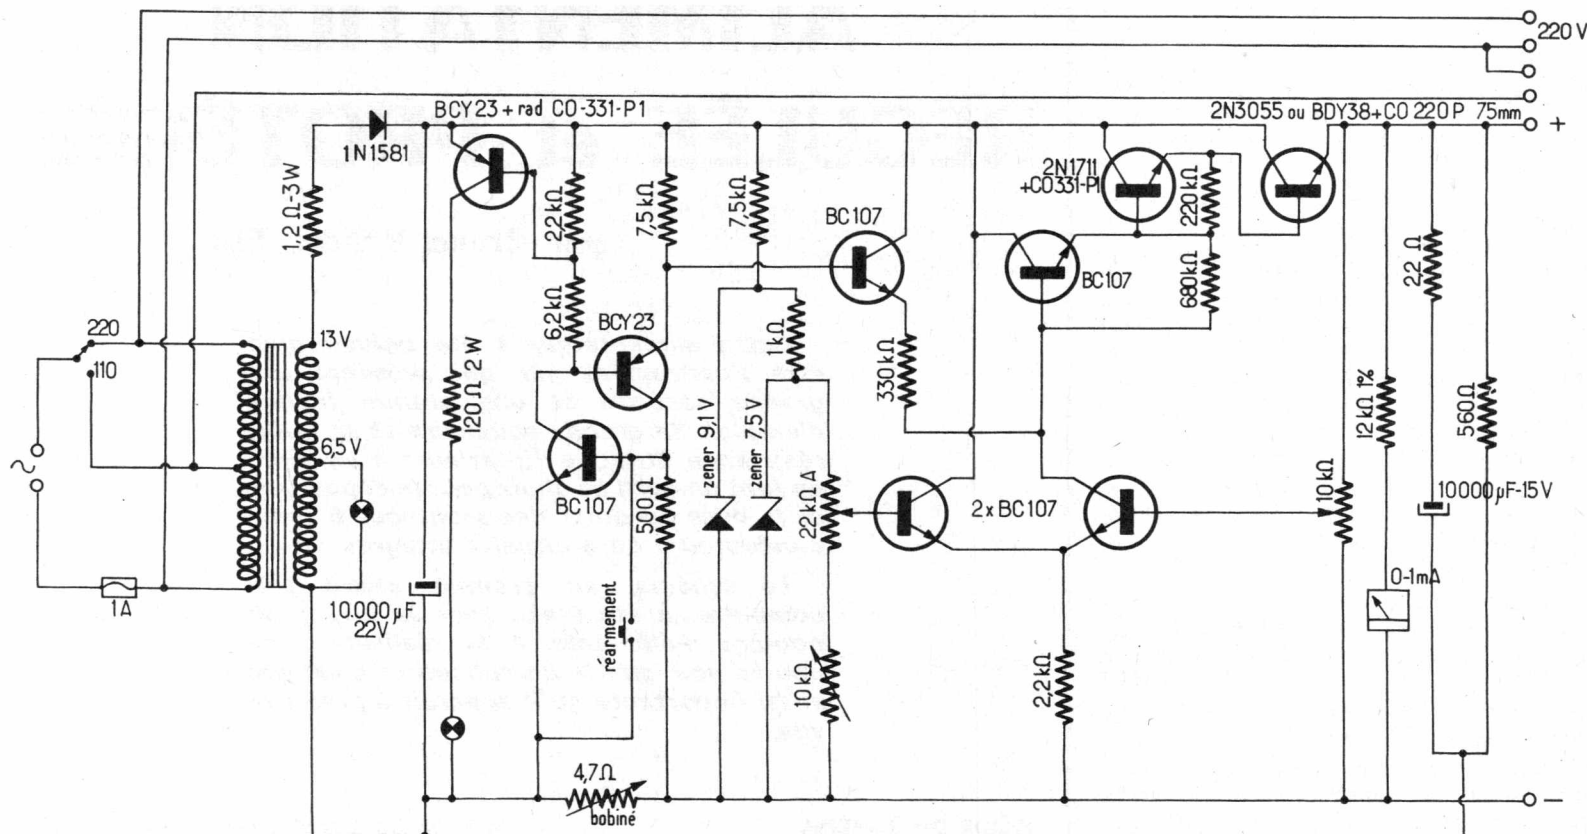 220 V
BCY23 + rad CO-331-P1
2N3055 ou BDY38+CO 220 P 75mm
+
1N1581
1,2 Ω-3 W
2,2 kΩ
7,5 kΩ
7,5 kΩ
BC107
2N1711
+CO331-P1
220 kΩ
22 Ω
BC107
680 kΩ
6,2 kΩ
BCY23
1 kΩ
330 kΩ
220
110
13 V
6,5 V
120 Ω 2 W
12 kΩ 1%
560 Ω
zener 9,1 V
zener 7,5 V
BC107
500 Ω
22 kΩ A
2 x BC107
10 kΩ
10000 µF-15 V
1A
10.000 µF
22V
réarmement
0-1mA
10 kΩ
2,2 kΩ
4,7 Ω
bobiné
−